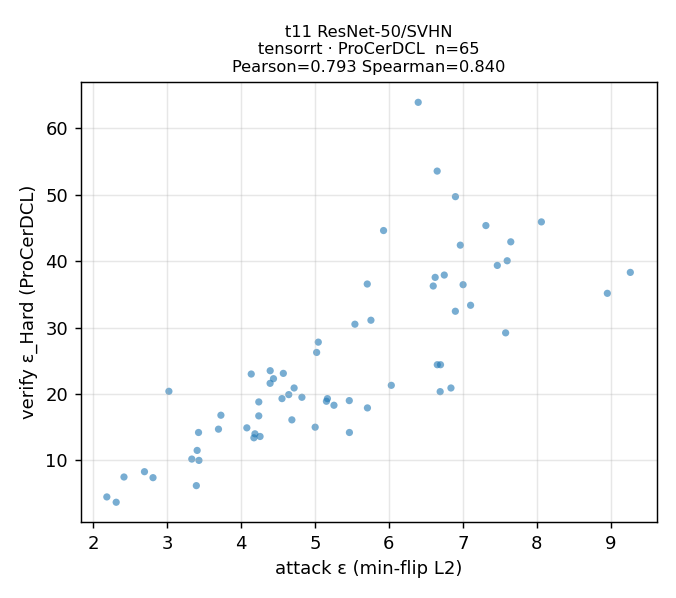 t11 ResNet-50/SVHN
tensorrt · ProCerDCL  n=65
Pearson=0.793 Spearman=0.840
verify ε_Hard (ProCerDCL)
60
50
40
30
20
10
2 3 4 5 6 7 8 9
attack ε (min-flip L2)